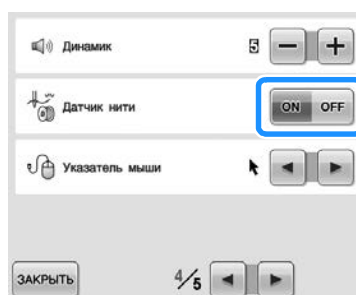 Динамик 5 − +
Датчик нити ON OFF
Указатель мыши
ЗАКРЫТЬ 4/5